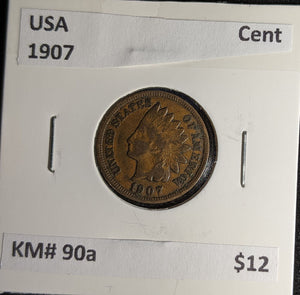 USA
Cent
1907
UNITED STATES OF AMERICA
1907
KM# 90a
$12